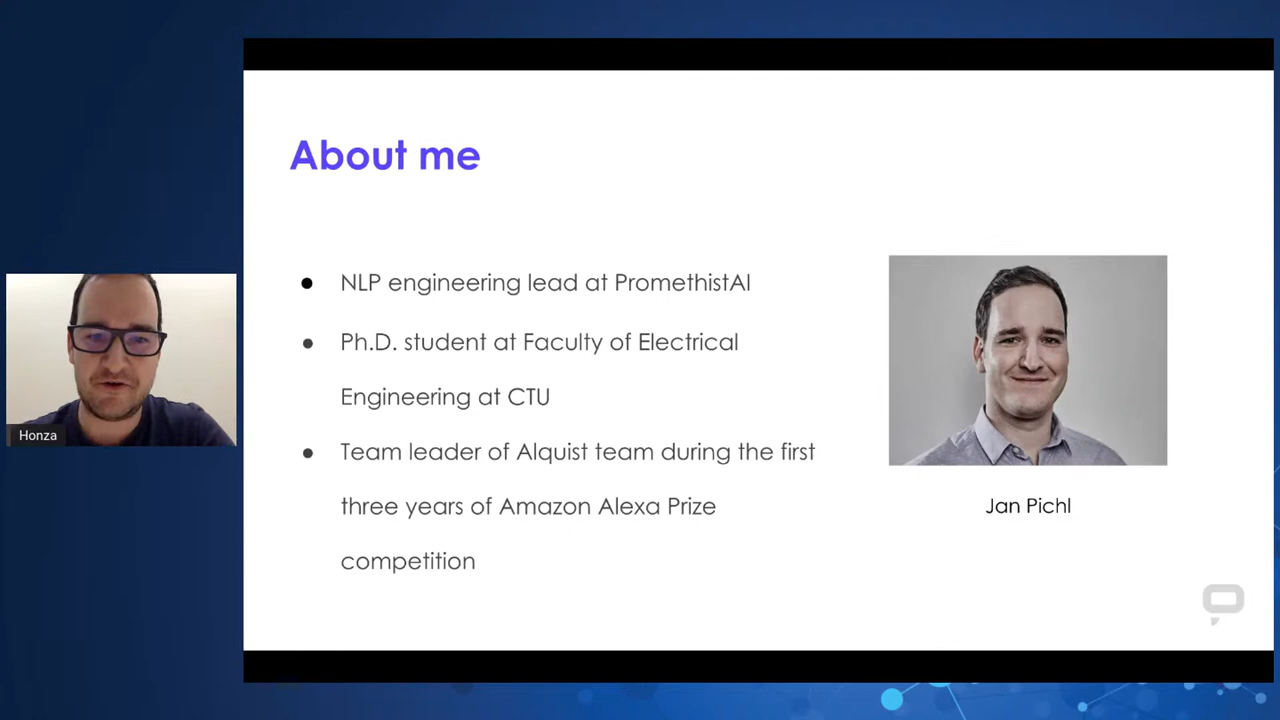 About me
NLP engineering lead at PromethistAI
Ph.D. student at Faculty of Electrical
Engineering at CTU
Team leader of Alquist team during the first
three years of Amazon Alexa Prize
competition
Jan Pichl
Honza